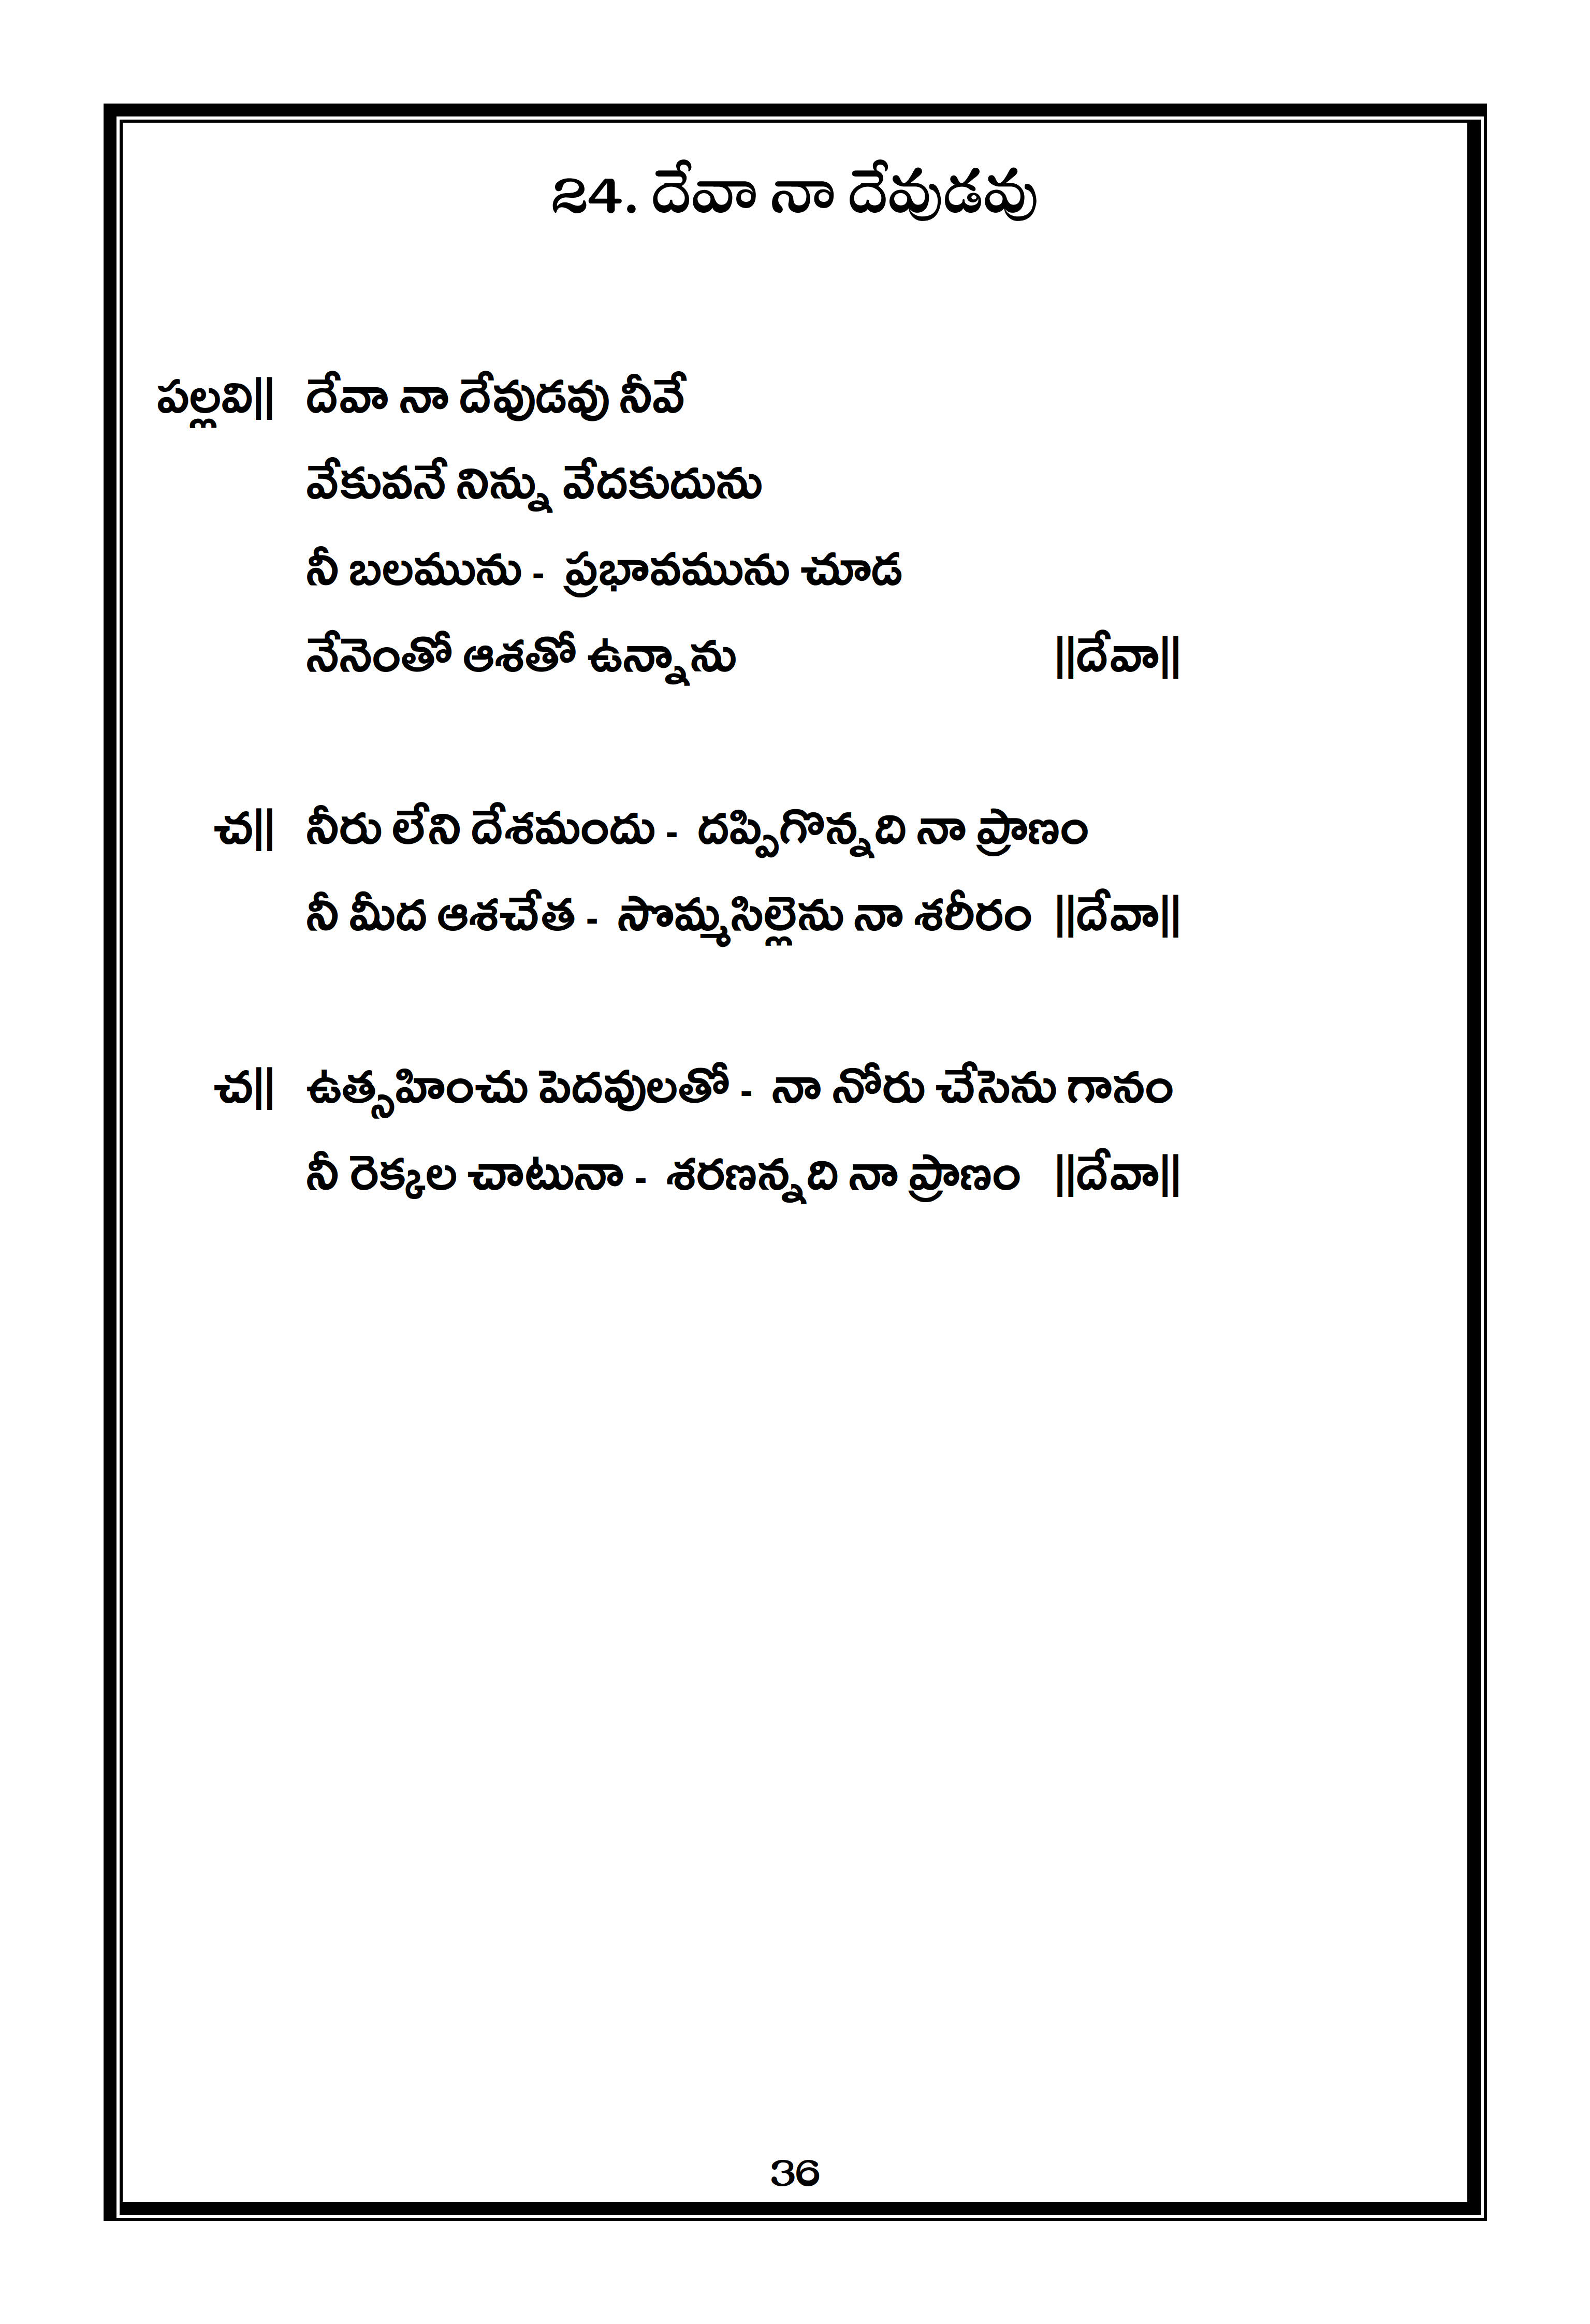 24. దేవా నా దేవుడవు
పల్లవి|| దేవా నా దేవుడవు నీవే
వేకువనే నిన్ను వేదకుదును
నీ బలమును - ప్రభావమును చూడ
నేనెంతో ఆశతో ఉన్నాను ||దేవా||
చ|| నీరు లేని దేశమందు - దప్పిగొన్నది నా ప్రాణం
నీ మీద ఆశచేత - సొమ్మసిల్లెను నా శరీరం ||దేవా||
చ|| ఉత్సహించు పెదవులతో - నా నోరు చేసెను గానం
నీ రెక్కల చాటునా - శరణన్నది నా ప్రాణం ||దేవా||
36